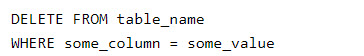 DELETE FROM table_name
WHERE some_column = some_value